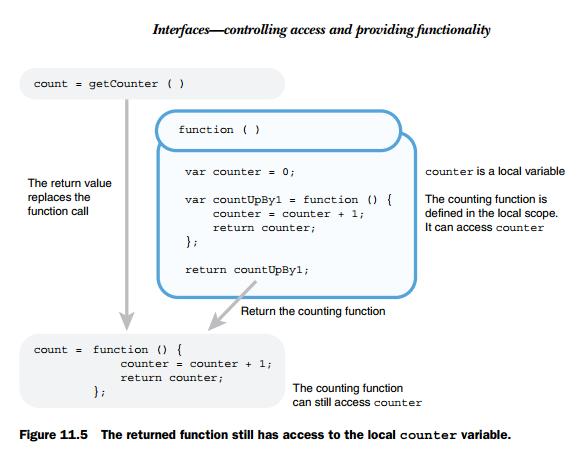 Interfaces—controlling access and providing functionality
count = getCounter ( )
function ( )
var counter = 0;
var countUpBy1 = function () {
counter = counter + 1;
return counter;
};
return countUpBy1;
counter is a local variable
The counting function is
defined in the local scope.
It can access counter
The return value
replaces the
function call
Return the counting function
count = function () {
counter = counter + 1;
return counter;
};
The counting function
can still access counter
Figure 11.5 The returned function still has access to the local counter variable.